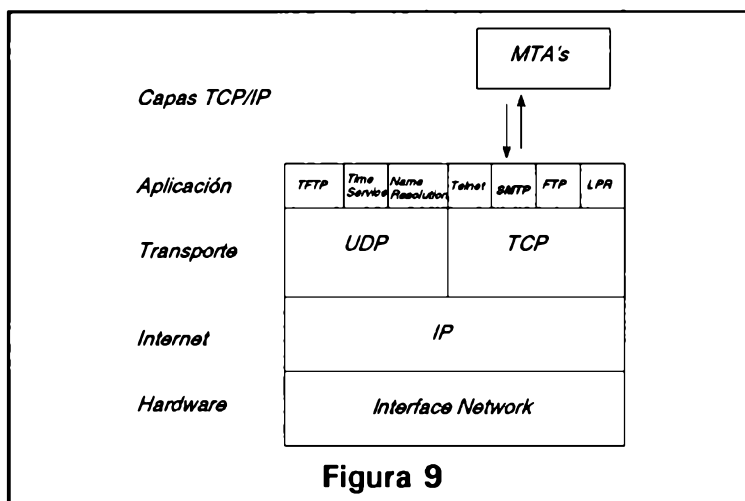 MTA's
Capas TCP/IP
Aplicación
TFTP
Time Service
Name Resolution
Telnet
SMTP
FTP
LPR
Transporte
UDP
TCP
Internet
IP
Hardware
Interface Network
Figura 9